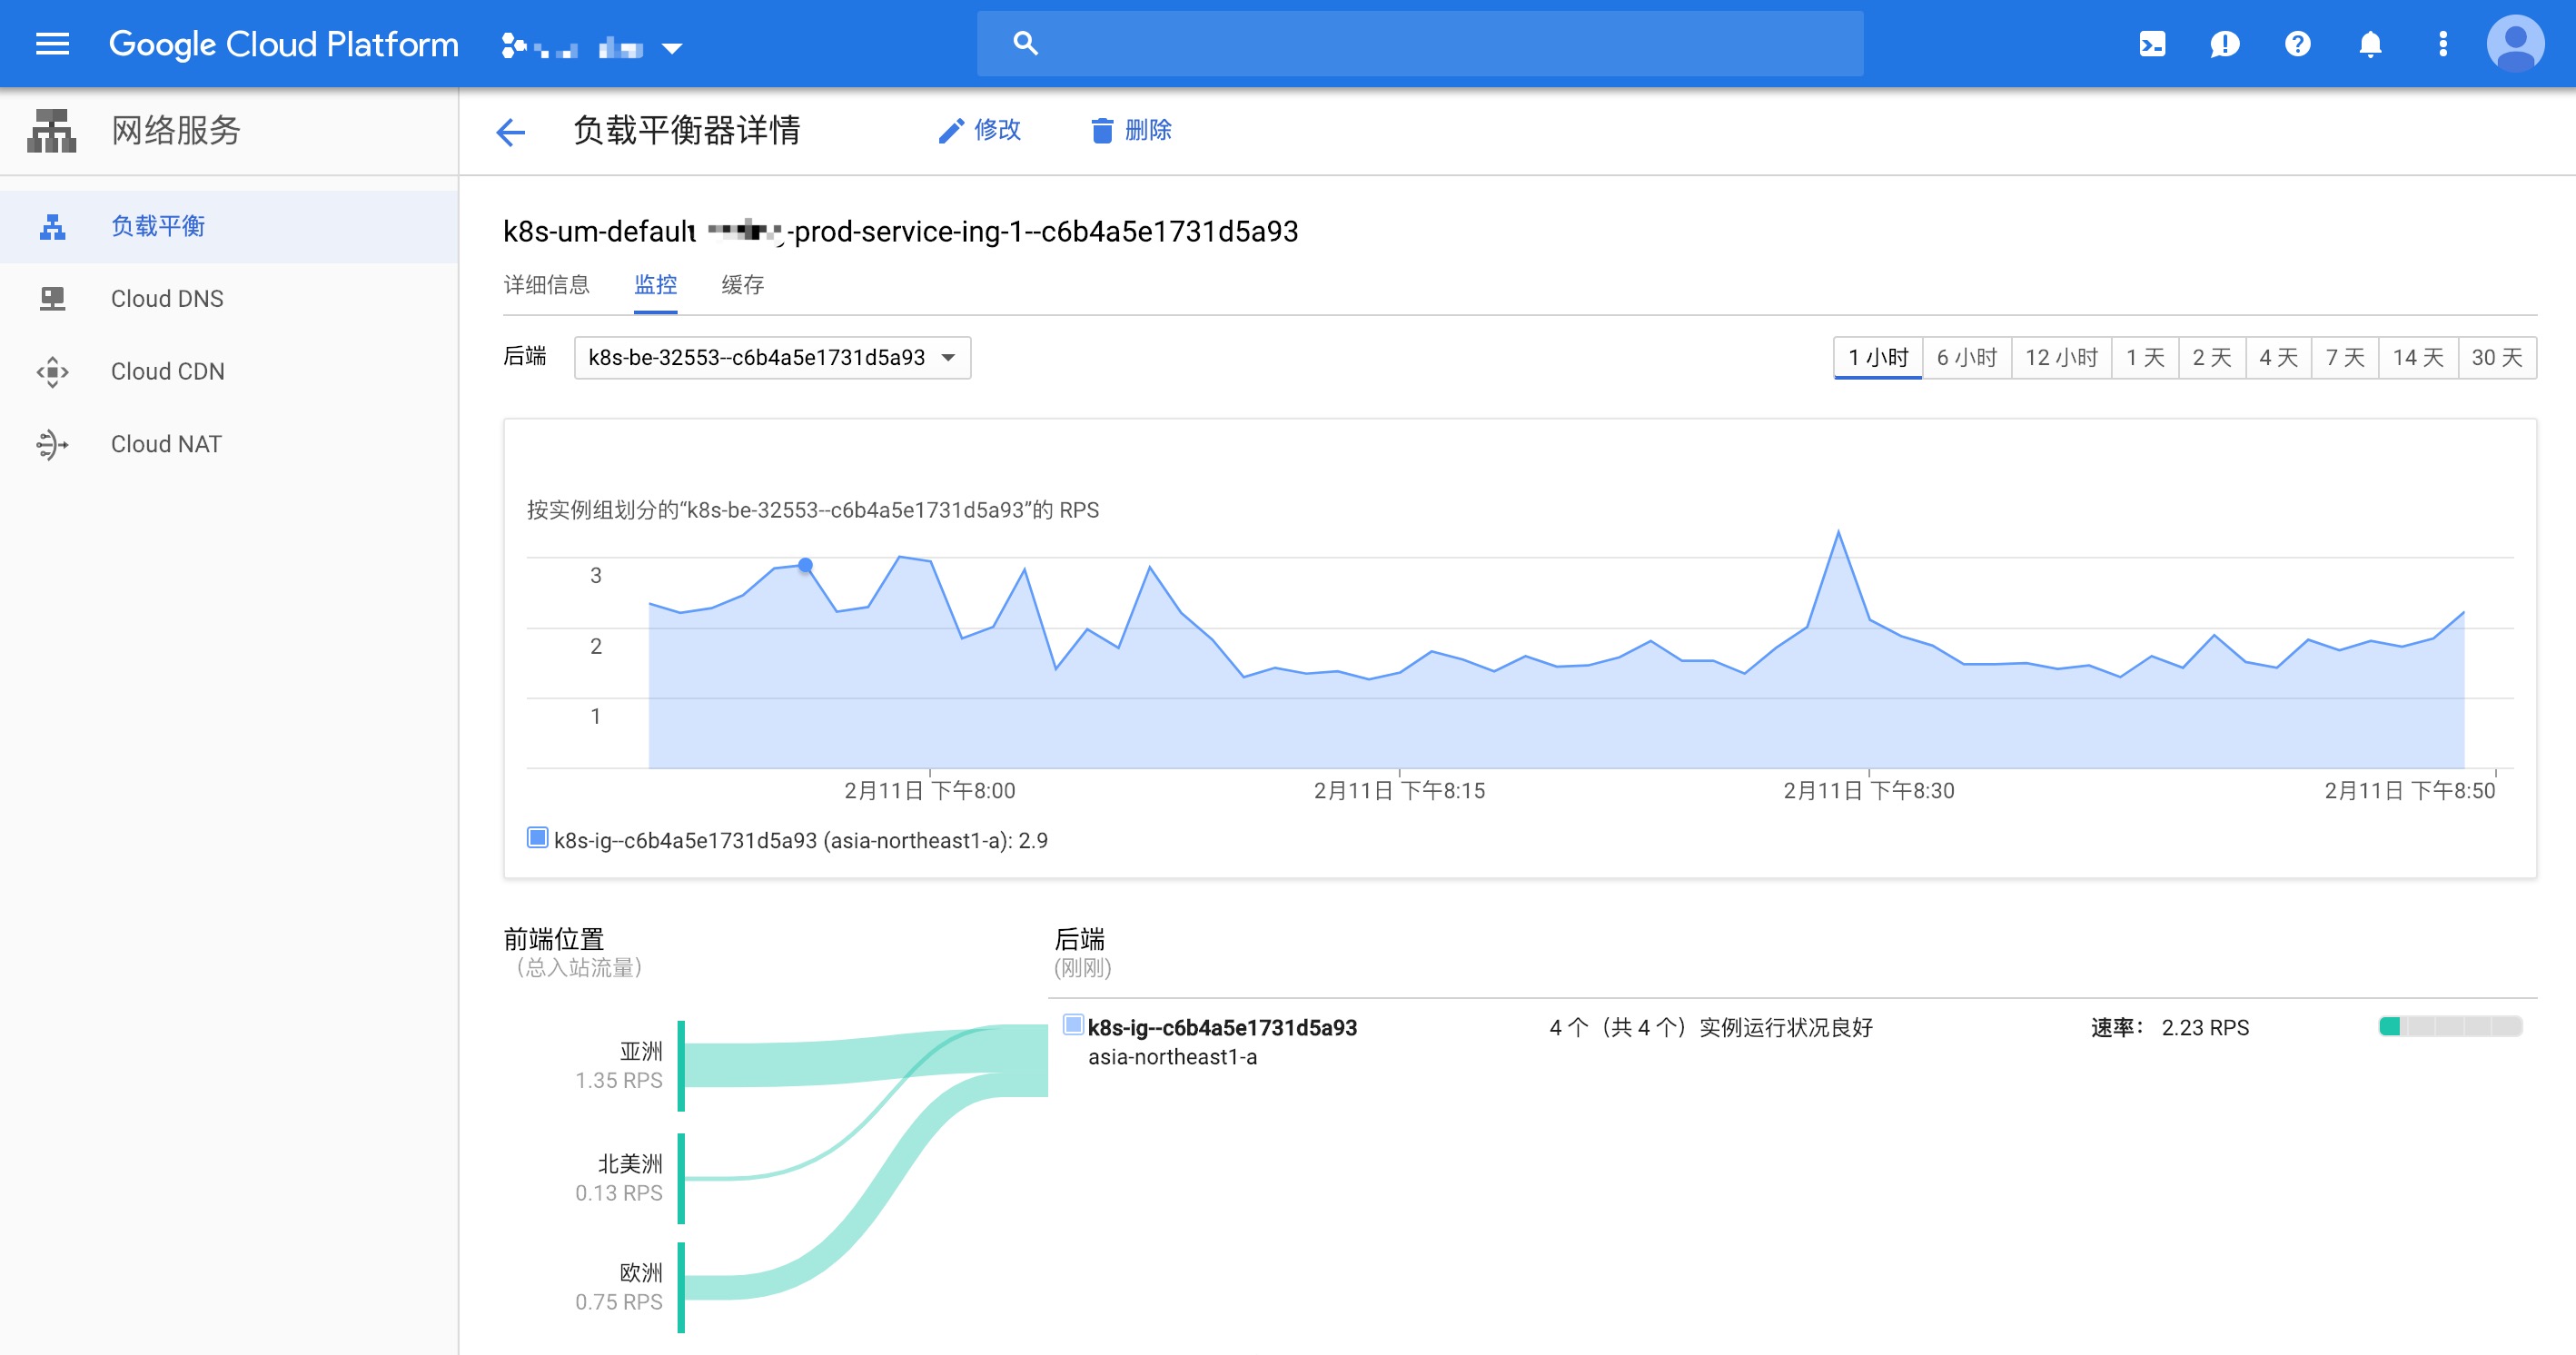 Google Cloud Platform
网络服务
负载平衡器详情
修改
删除
负载平衡
Cloud DNS
Cloud CDN
Cloud NAT
k8s-um-default -prod-service-ing-1--c6b4a5e1731d5a93
详细信息 监控 缓存
后端 k8s-be-32553--c6b4a5e1731d5a93
1 小时 6 小时 12 小时 1 天 2 天 4 天 7 天 14 天 30 天
按实例组划分的“k8s-be-32553--c6b4a5e1731d5a93”的 RPS
3
2
1
2月11日 下午8:00 2月11日 下午8:15 2月11日 下午8:30 2月11日 下午8:50
k8s-ig--c6b4a5e1731d5a93 (asia-northeast1-a): 2.9
前端位置
（总入站流量）
后端
(刚刚)
k8s-ig--c6b4a5e1731d5a93 4 个（共 4 个）实例运行状况良好 速率： 2.23 RPS
asia-northeast1-a
亚洲
1.35 RPS
北美洲
0.13 RPS
欧洲
0.75 RPS